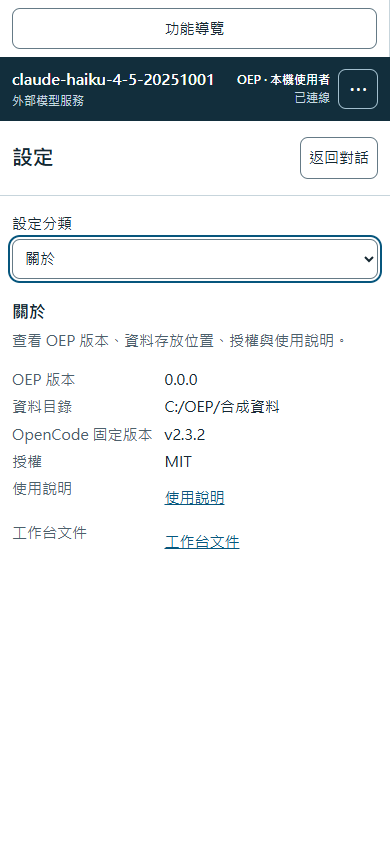 功能導覽
claude-haiku-4-5-20251001
外部模型服務
OEP · 本機使用者
已連線
···
設定
返回對話
設定分類
關於
關於
查看 OEP 版本、資料存放位置、授權與使用說明。
OEP 版本 0.0.0
資料目錄 C:/OEP/合成資料
OpenCode 固定版本 v2.3.2
授權 MIT
使用說明 使用說明
工作台文件 工作台文件